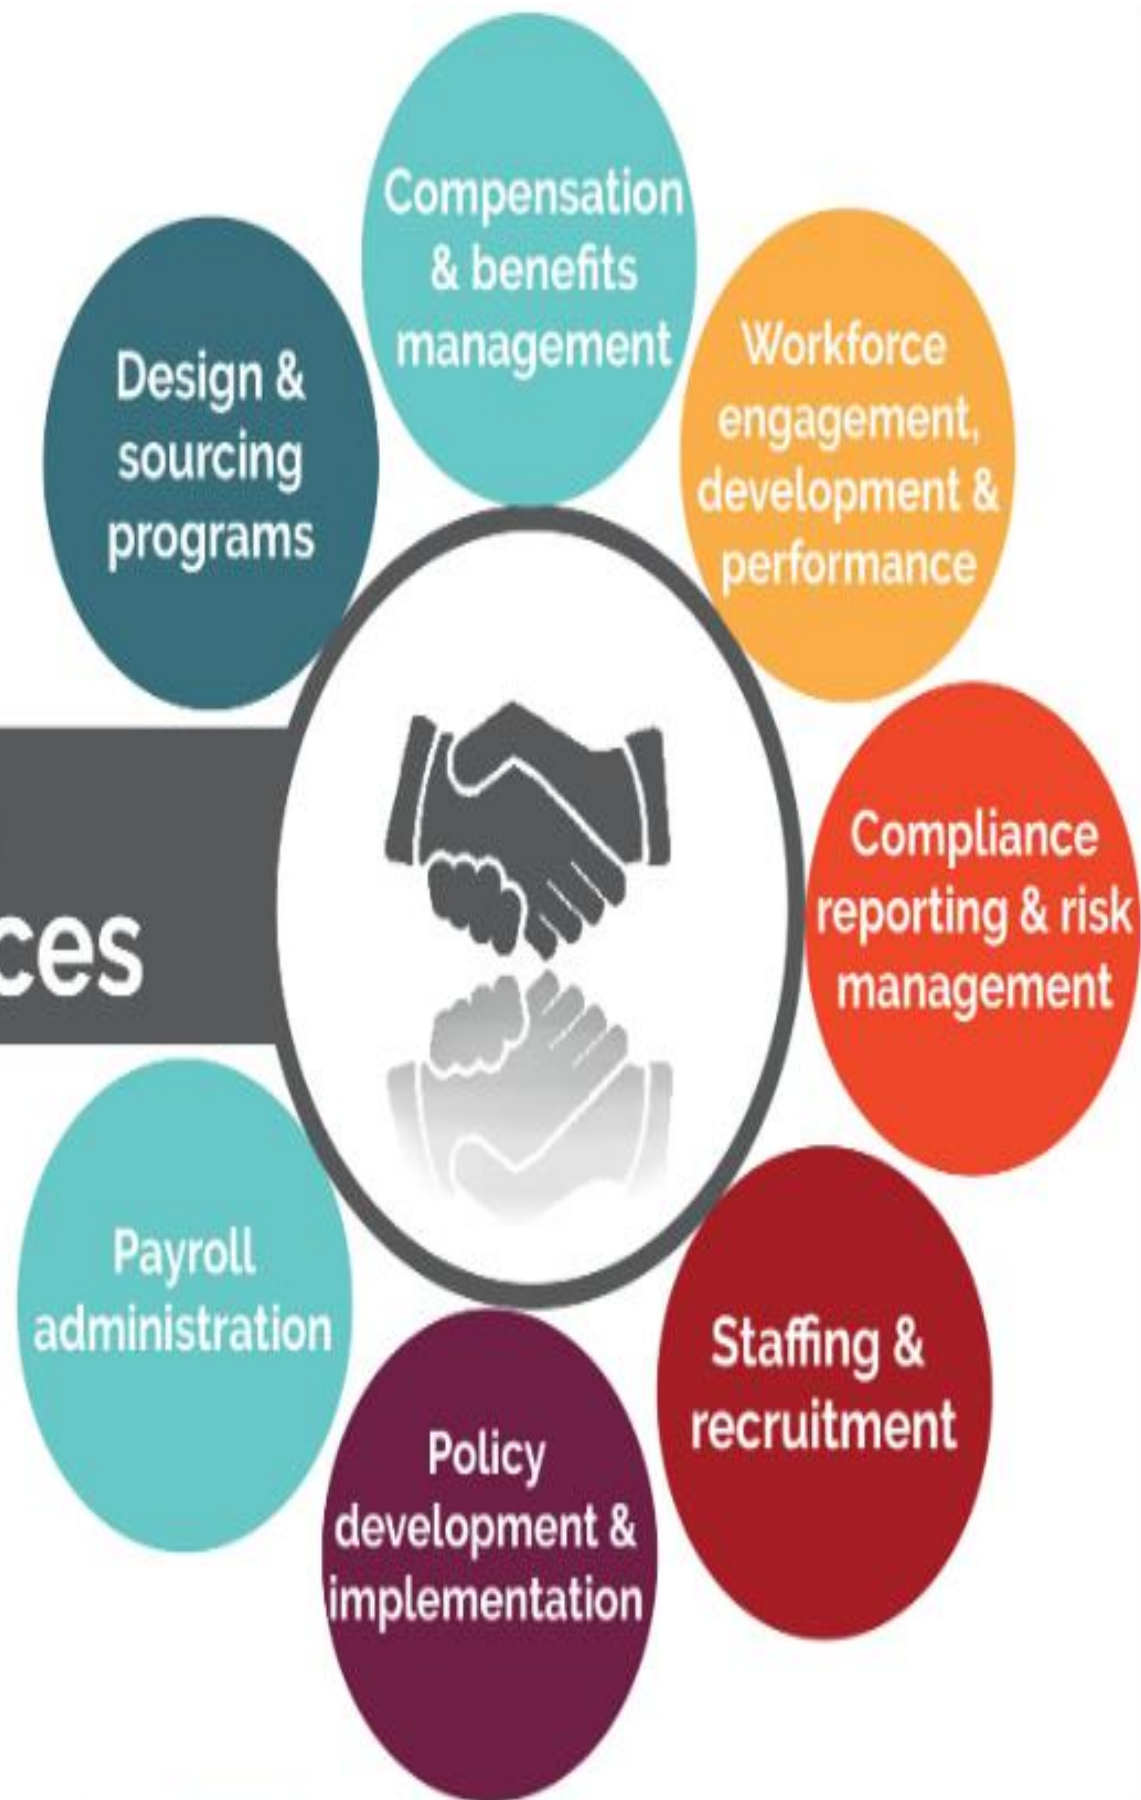 Compensation
& benefits
management
Workforce
engagement,
development &
performance
Design &
sourcing
programs
Compliance
reporting & risk
management
ces
Payroll
administration
Staffing &
recruitment
Policy
development &
implementation